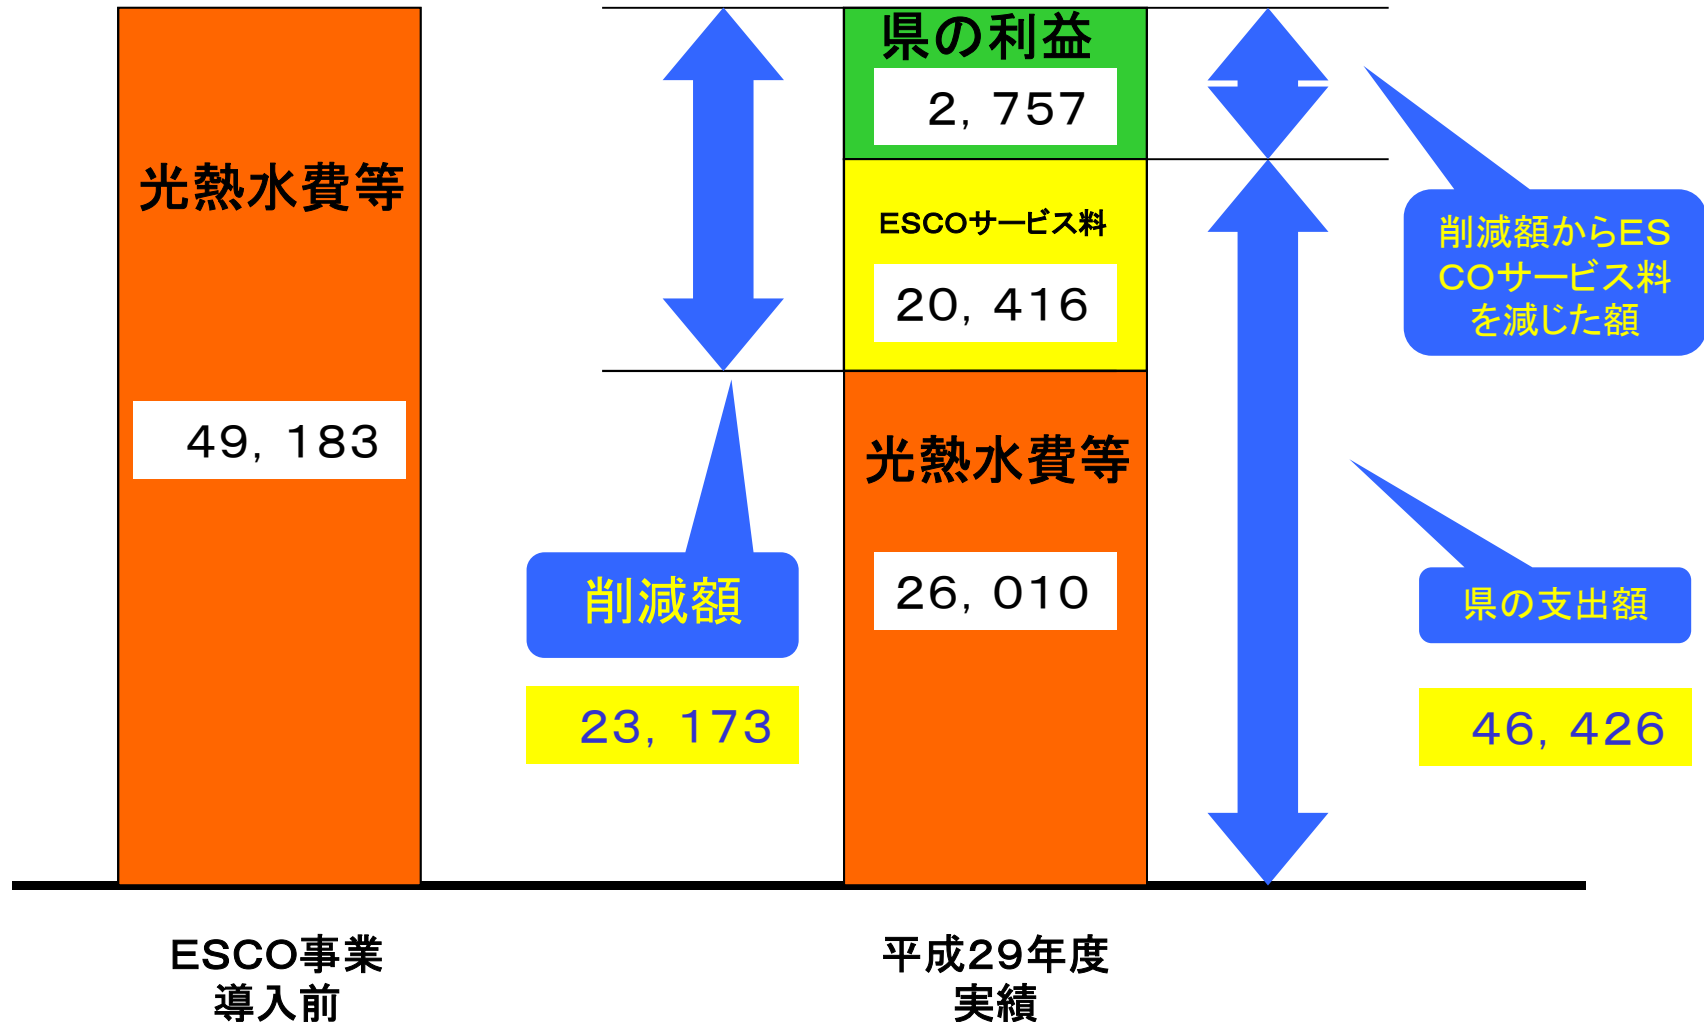 光熱水費等
49,183
県の利益
2,757
ESCOサービス料
20,416
光熱水費等
26,010
削減額
23,173
削減額からES
COサービス料
を減じた額
県の支出額
46,426
ESCO事業
導入前
平成29年度
実績